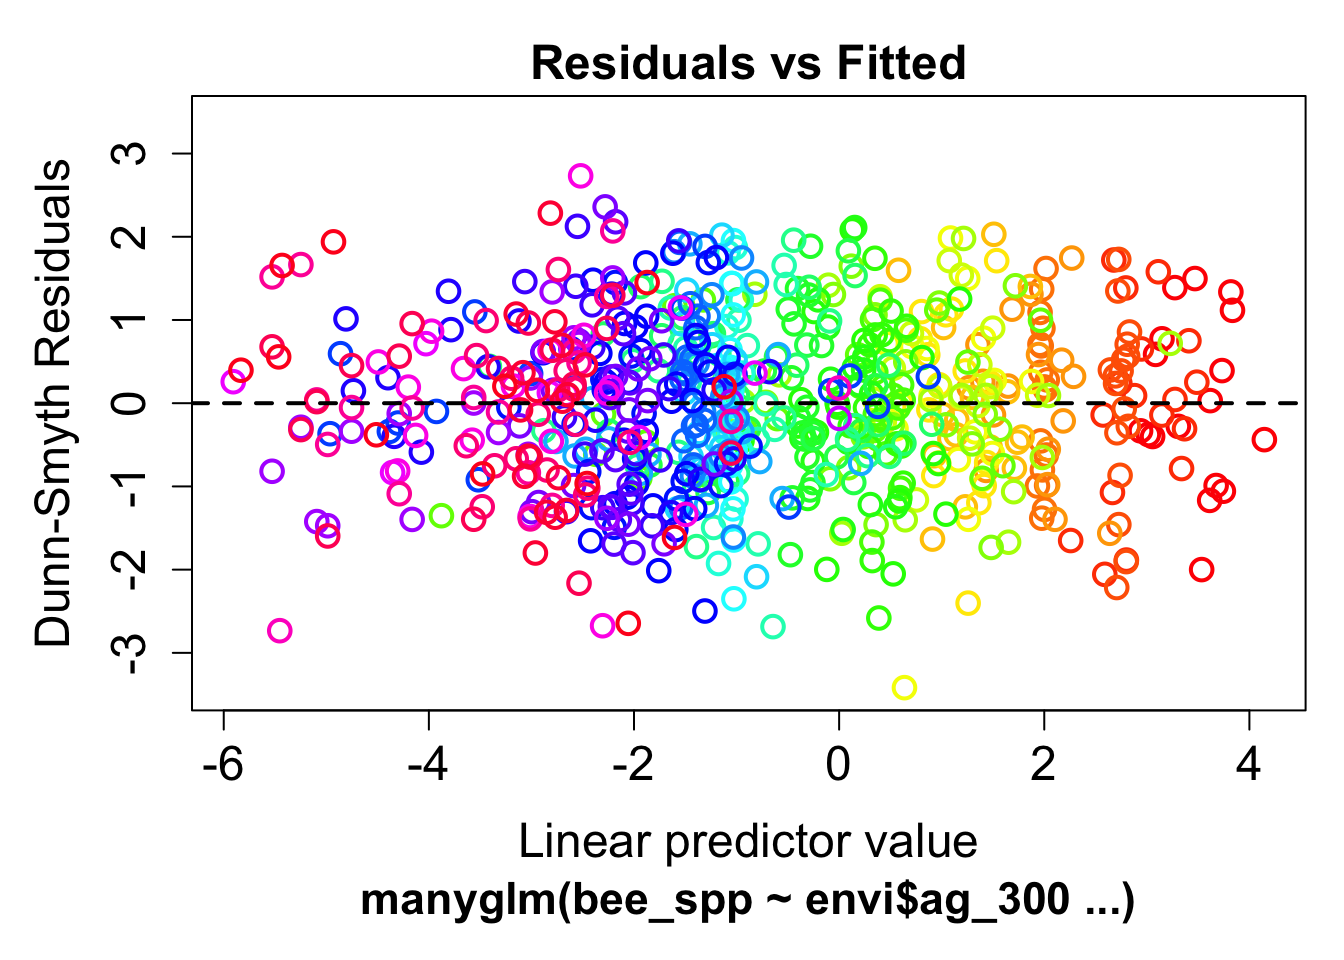 Residuals vs Fitted
Dunn-Smyth Residuals
3
2
1
0
-1
-2
-3
-6 -4 -2 0 2 4
Linear predictor value
manyglm(bee_spp ~ envi$ag_300 ...)